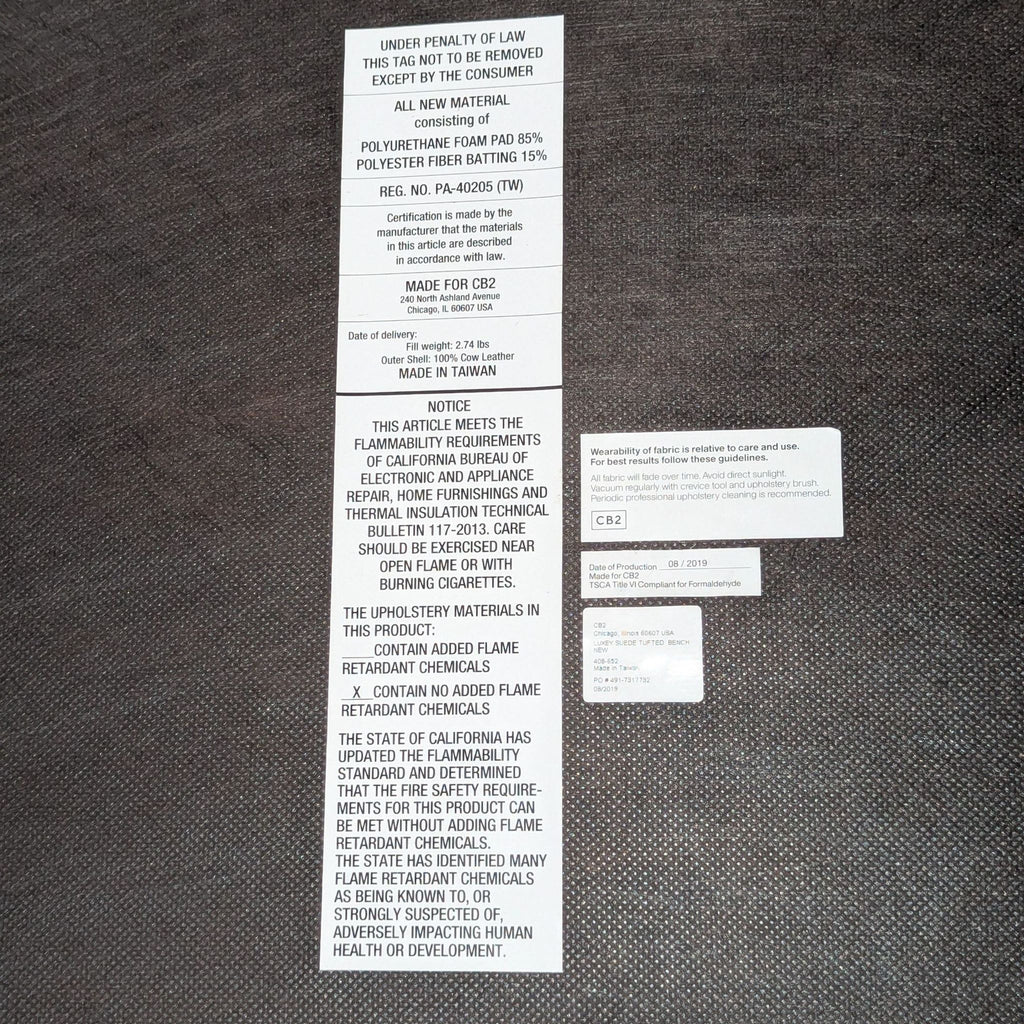 UNDER PENALTY OF LAW
THIS TAG NOT TO BE REMOVED
EXCEPT BY THE CONSUMER
ALL NEW MATERIAL
consisting of
POLYURETHANE FOAM PAD 85%
POLYESTER FIBER BATTING 15%
REG. NO. PA-40205 (TW)
Certification is made by the
manufacturer that the materials
in this article are described
in accordance with law.
MADE FOR CB2
240 North Ashland Avenue
Chicago, IL 60607 USA
Date of delivery:
Fill weight: 2.74 lbs
Outer Shell: 100% Cow Leather
MADE IN TAIWAN
NOTICE
THIS ARTICLE MEETS THE
FLAMMABILITY REQUIREMENTS
OF CALIFORNIA BUREAU OF
ELECTRONIC AND APPLIANCE
REPAIR, HOME FURNISHINGS AND
THERMAL INSULATION TECHNICAL
BULLETIN 117-2013. CARE
SHOULD BE EXERCISED NEAR
OPEN FLAME OR WITH
BURNING CIGARETTES.
THE UPHOLSTERY MATERIALS IN
THIS PRODUCT:
____CONTAIN ADDED FLAME
RETARDANT CHEMICALS
_X_CONTAIN NO ADDED FLAME
RETARDANT CHEMICALS
THE STATE OF CALIFORNIA HAS
UPDATED THE FLAMMABILITY
STANDARD AND DETERMINED
THAT THE FIRE SAFETY REQUIRE-
MENTS FOR THIS PRODUCT CAN
BE MET WITHOUT ADDING FLAME
RETARDANT CHEMICALS.
THE STATE HAS IDENTIFIED MANY
FLAME RETARDANT CHEMICALS
AS BEING KNOWN TO, OR
STRONGLY SUSPECTED OF,
ADVERSELY IMPACTING HUMAN
HEALTH OR DEVELOPMENT.
Wearability of fabric is relative to care and use.
For best results follow these guidelines.
All fabric will fade over time. Avoid direct sunlight.
Vacuum regularly with crevice tool and upholstery brush.
Periodic professional upholstery cleaning is recommended.
CB2
Date of Production 08 / 2019
Made for CB2
TSCA Title VI Compliant for Formaldehyde
CB2
Chicago, Illinois 60607 USA
LUXEY SUEDE TUFTED BENCH
NEW
408-552
Made in Taiwan
PO # 491-7317732
08/2019